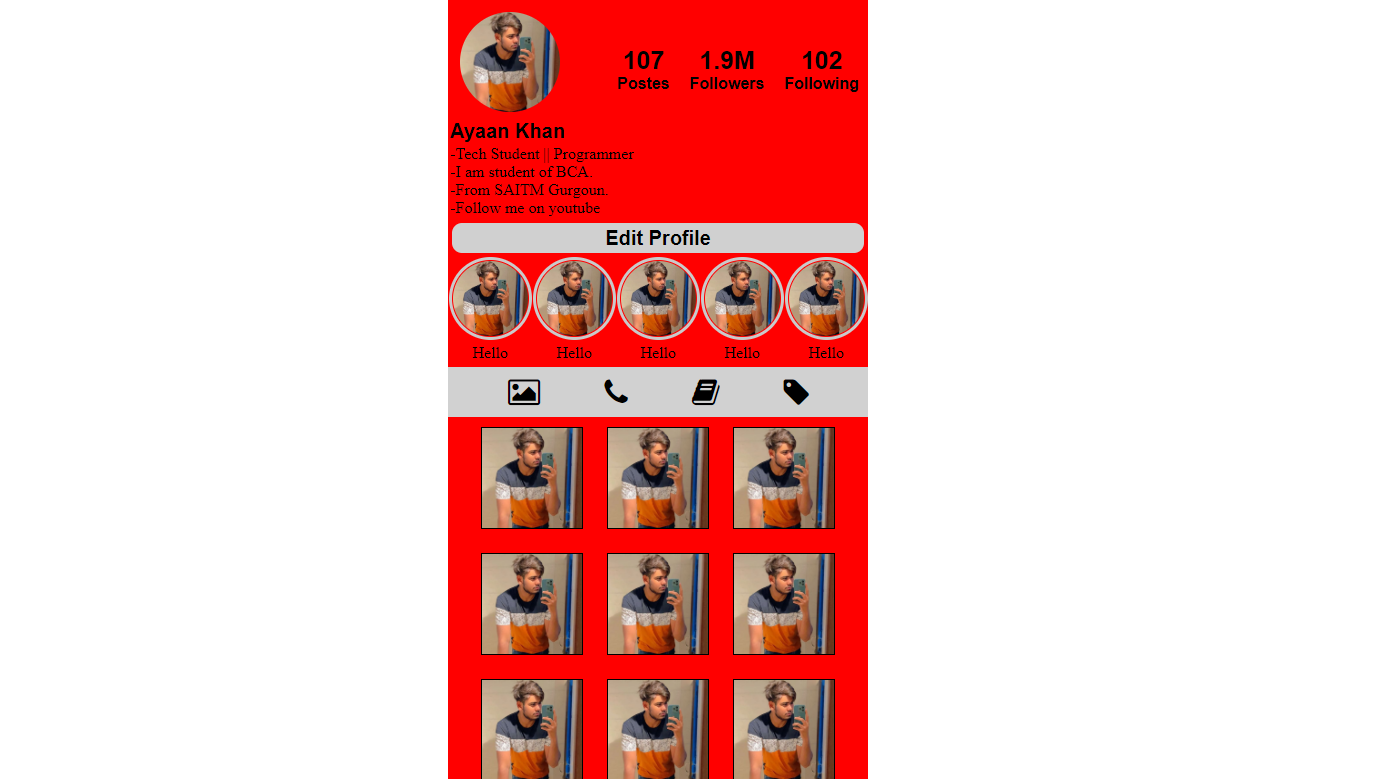 107 1.9M 102
Postes Followers Following
Ayaan Khan
-Tech Student || Programmer
-I am student of BCA.
-From SAITM Gurgoun.
-Follow me on youtube
Edit Profile
Hello Hello Hello Hello Hello